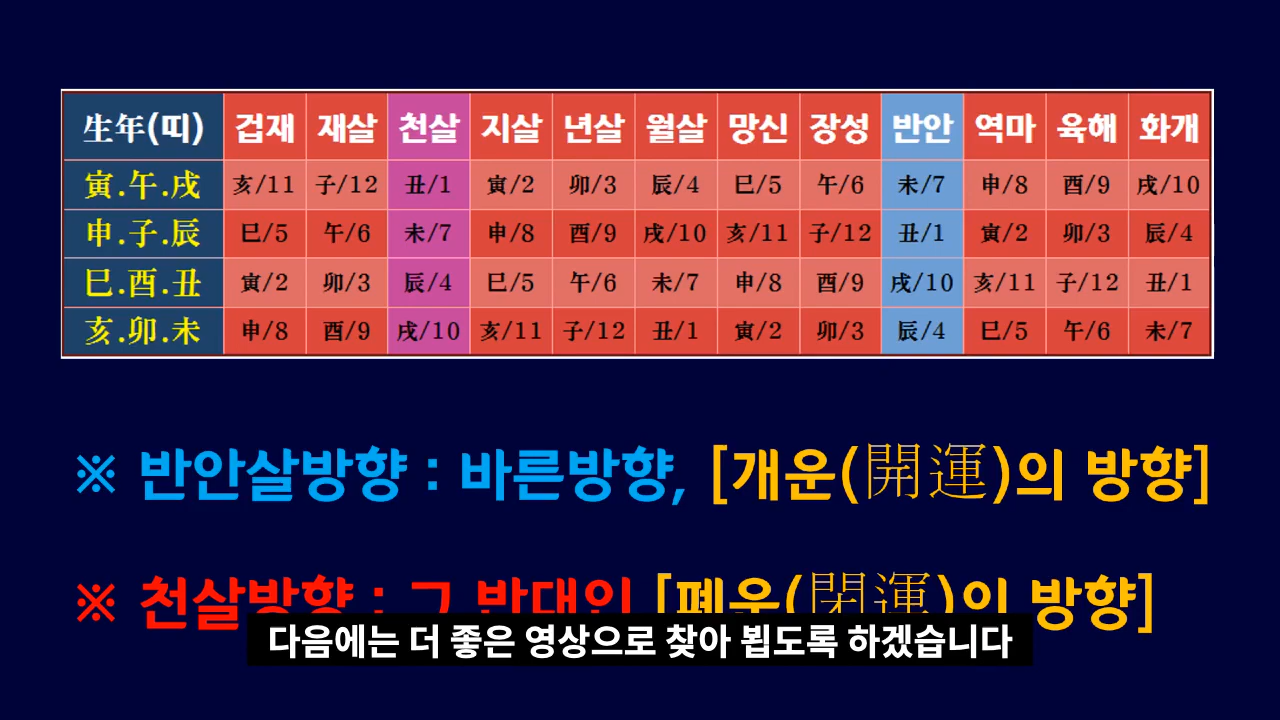 生年(띠) 겁재 재살 천살 지살 년살 월살 망신 장성 반안 역마 육해 화개
寅.午.戌 亥/11 子/12 丑/1 寅/2 卯/3 辰/4 巳/5 午/6 未/7 申/8 酉/9 戌/10
申.子.辰 巳/5 午/6 未/7 申/8 酉/9 戌/10 亥/11 子/12 丑/1 寅/2 卯/3 辰/4
巳.酉.丑 寅/2 卯/3 辰/4 巳/5 午/6 未/7 申/8 酉/9 戌/10 亥/11 子/12 丑/1
亥.卯.未 申/8 酉/9 戌/10 亥/11 子/12 丑/1 寅/2 卯/3 辰/4 巳/5 午/6 未/7
※ 반안살방향 : 바른방향, [개운(開運)의 방향]
※ 천살방향 : 그 반대인 [폐운(閉運)의 방향]
다음에는 더 좋은 영상으로 찾아 뵙도록 하겠습니다